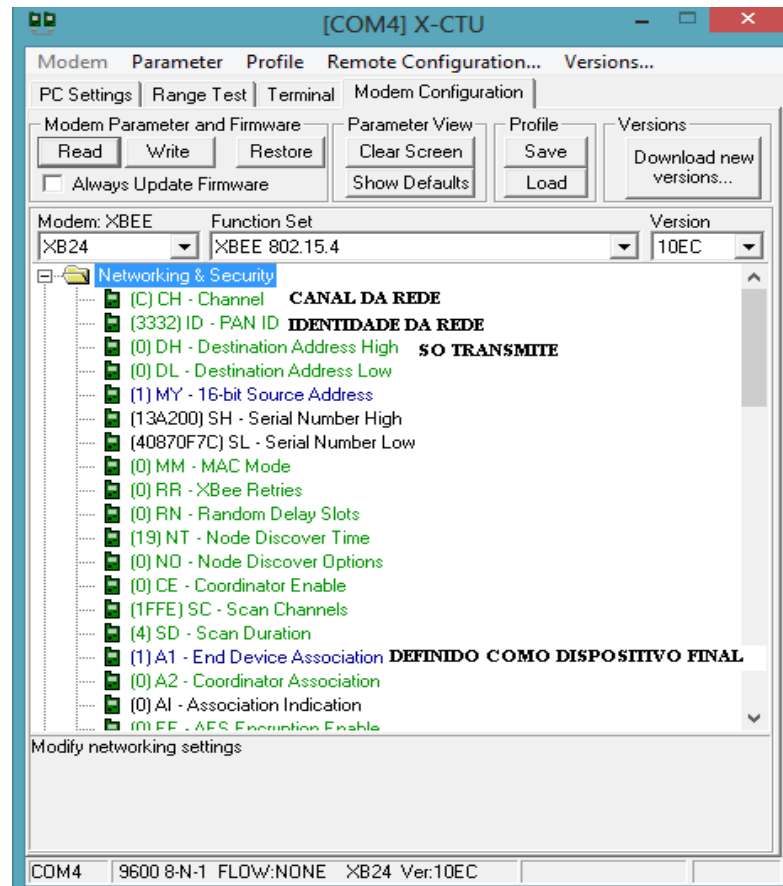 [COM4] X-CTU
Modem Parameter Profile Remote Configuration... Versions...
PC Settings Range Test Terminal Modem Configuration
Modem Parameter and Firmware Parameter View Profile Versions
Read Write Restore Clear Screen Save Download new versions...
Always Update Firmware Show Defaults Load
Modem: XBEE Function Set Version
XB24 XBEE 802.15.4 10EC
Networking & Security
(C) CH - Channel CANAL DA REDE
(3332) ID - PAN ID IDENTIDADE DA REDE
(0) DH - Destination Address High SO TRANSMITE
(0) DL - Destination Address Low
(1) MY - 16-bit Source Address
(13A200) SH - Serial Number High
(40870F7C) SL - Serial Number Low
(0) MM - MAC Mode
(0) RR - XBee Retries
(0) RN - Random Delay Slots
(19) NT - Node Discover Time
(0) NO - Node Discover Options
(0) CE - Coordinator Enable
(1FFE) SC - Scan Channels
(4) SD - Scan Duration
(1) A1 - End Device Association DEFINIDO COMO DISPOSITIVO FINAL
(0) A2 - Coordinator Association
(0) AI - Association Indication
(0) EE - AES Encryption Enable
Modify networking settings
COM4 9600 8-N-1 FLOW:NONE XB24 Ver:10EC